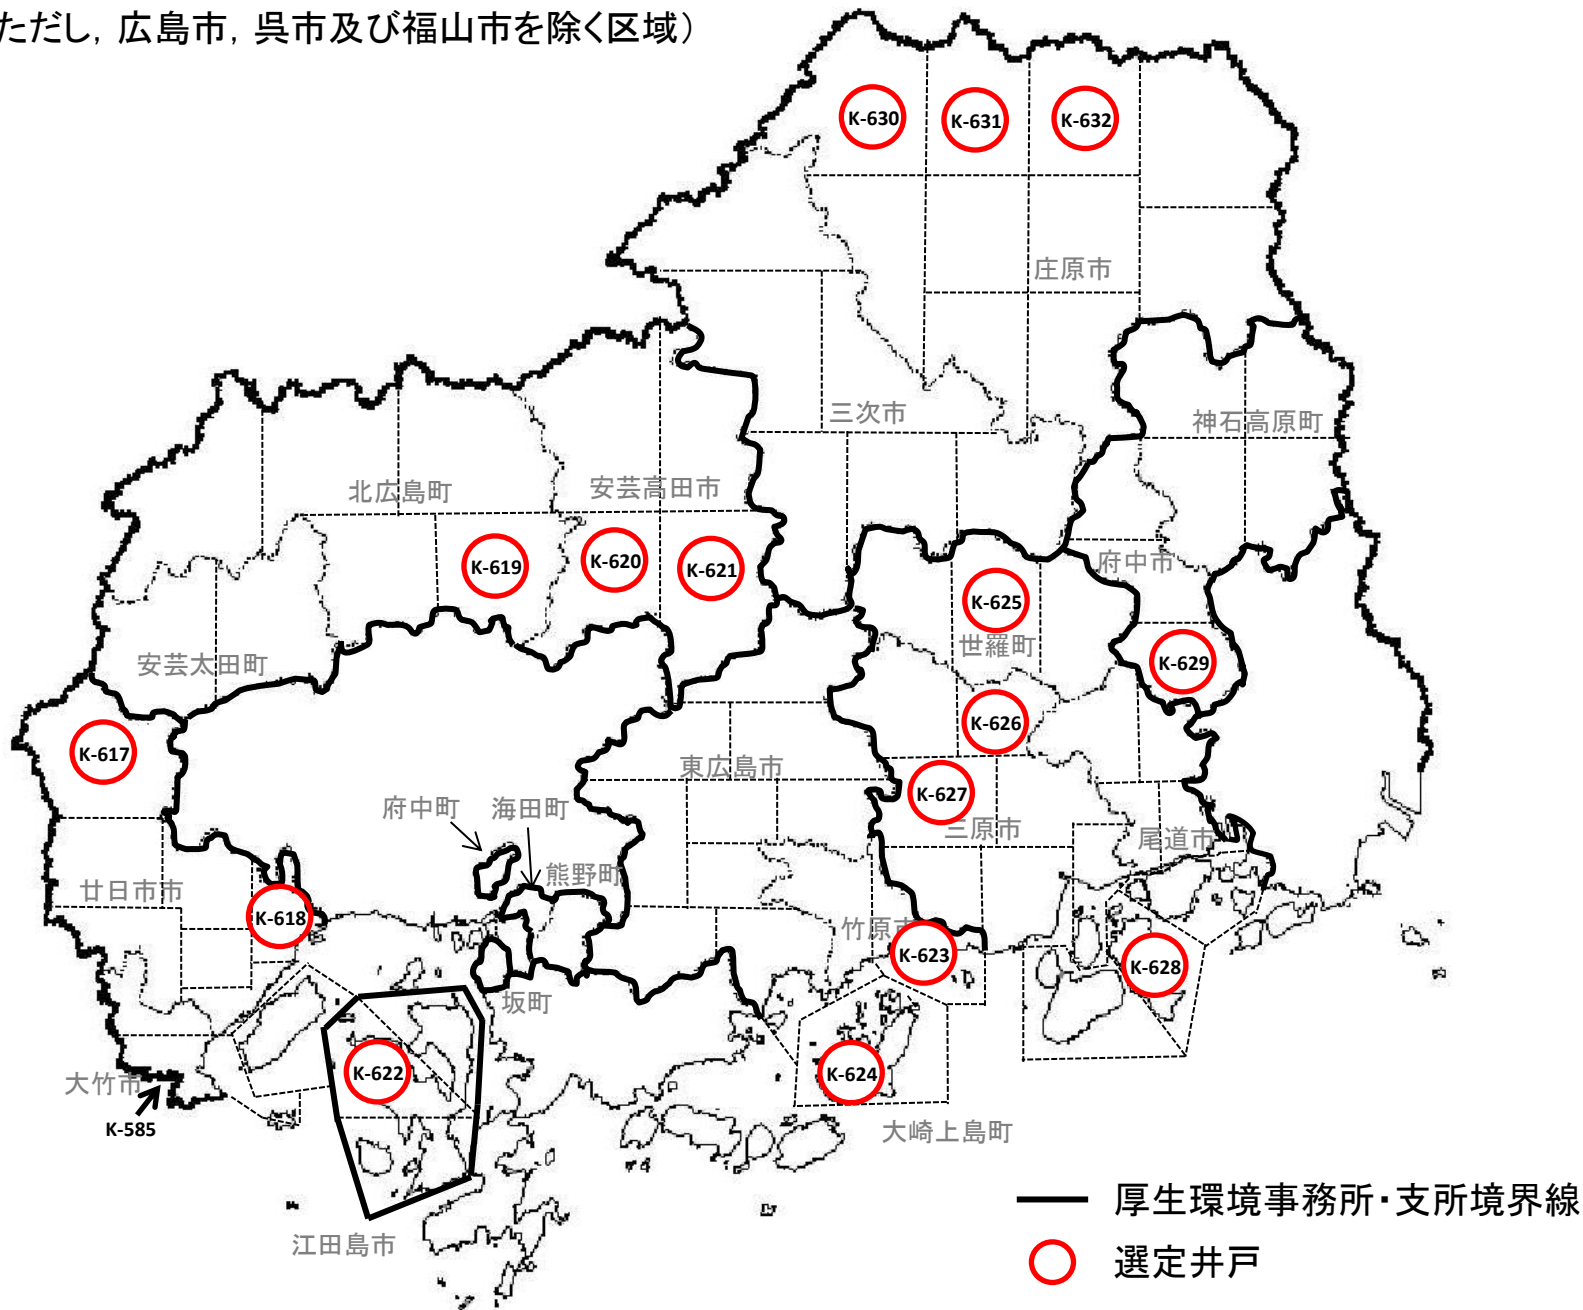 ただし，広島市，呉市及び福山市を除く区域）
K-630
K-631
K-632
庄原市
三次市
神石高原町
北広島町
安芸高田市
K-619
K-620
K-621
府中市
K-625
世羅町
K-629
安芸太田町
K-617
K-626
東広島市
K-627
三原市
府中町
海田町
尾道市
熊野町
廿日市市
K-618
竹原市
K-623
K-628
坂町
K-622
K-624
大竹市
K-585
大崎上島町
江田島市
厚生環境事務所・支所境界線
選定井戸